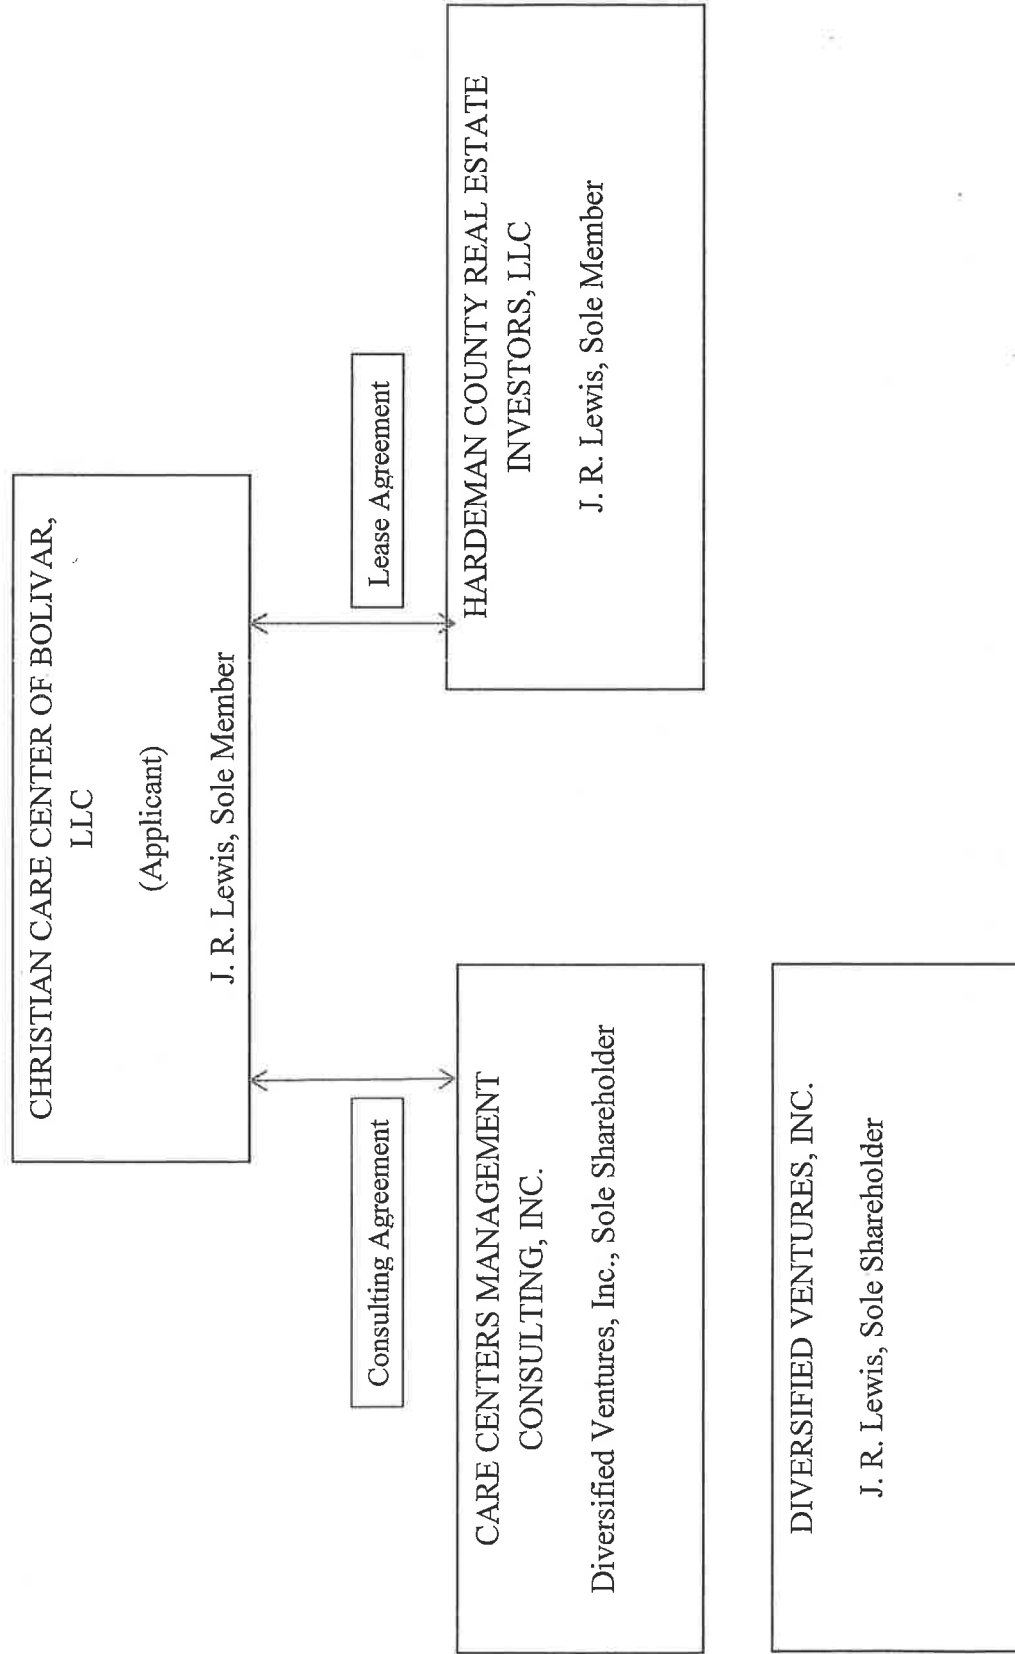 CHRISTIAN CARE CENTER OF BOLIVAR,
LLC
(Applicant)
J. R. Lewis, Sole Member
Consulting Agreement
Lease Agreement
CARE CENTERS MANAGEMENT
CONSULTING, INC.
Diversified Ventures, Inc., Sole Shareholder
HARDEMAN COUNTY REAL ESTATE
INVESTORS, LLC
J. R. Lewis, Sole Member
DIVERSIFIED VENTURES, INC.
J. R. Lewis, Sole Shareholder